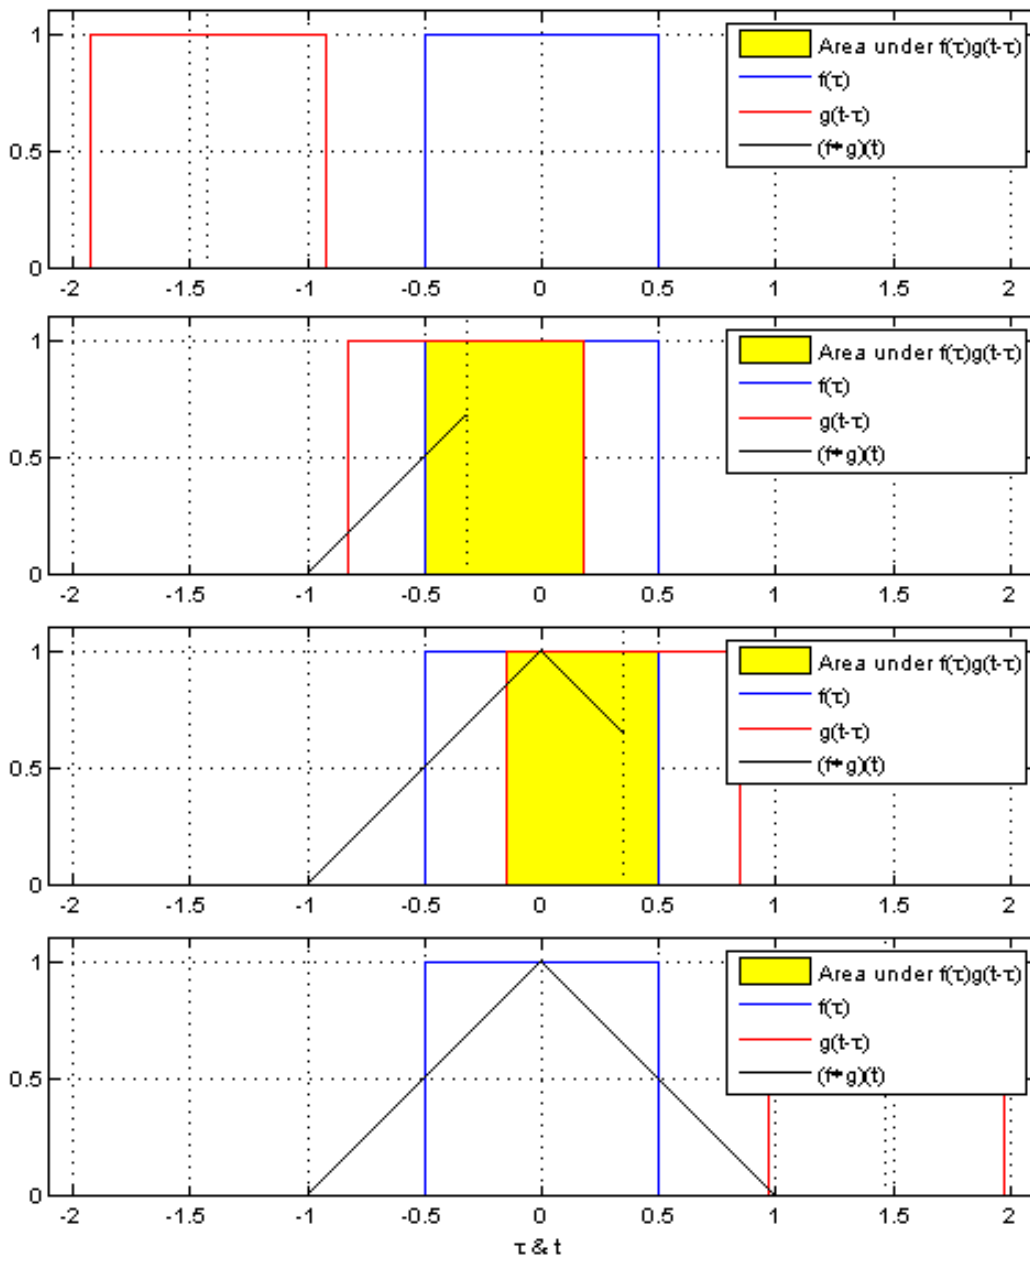 1
0.5
0
-2 -1.5 -1 -0.5 0 0.5 1 1.5 2
Area under f(τ)g(t-τ)
f(τ)
g(t-τ)
(f*g)(t)
1
0.5
0
-2 -1.5 -1 -0.5 0 0.5 1 1.5 2
Area under f(τ)g(t-τ)
f(τ)
g(t-τ)
(f*g)(t)
1
0.5
0
-2 -1.5 -1 -0.5 0 0.5 1 1.5 2
Area under f(τ)g(t-τ)
f(τ)
g(t-τ)
(f*g)(t)
1
0.5
0
-2 -1.5 -1 -0.5 0 0.5 1 1.5 2
Area under f(τ)g(t-τ)
f(τ)
g(t-τ)
(f*g)(t)
τ & t